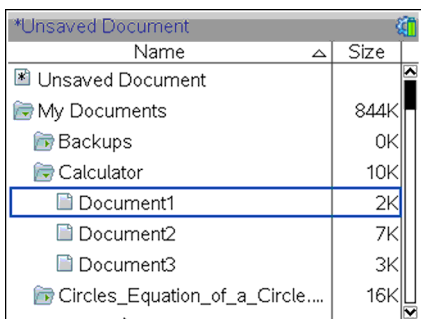 *Unsaved Document
Name Size
Unsaved Document
My Documents 844K
Backups 0K
Calculator 10K
Document1 2K
Document2 7K
Document3 3K
Circles_Equation_of_a_Circle.... 16K